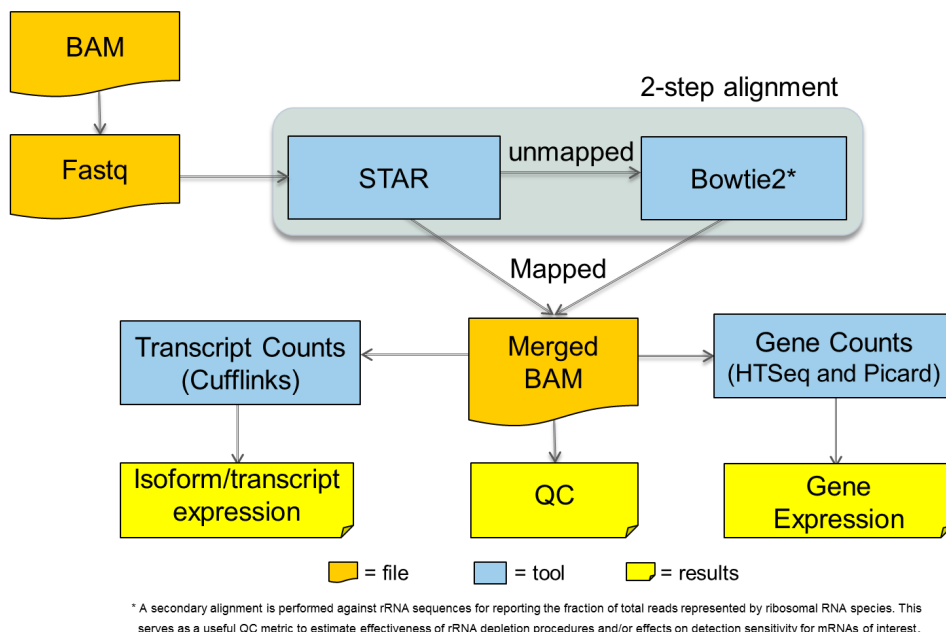 BAM
2-step alignment
Fastq
STAR
unmapped
Bowtie2*
Mapped
Transcript Counts
(Cufflinks)
Merged
BAM
Gene Counts
(HTSeq and Picard)
Isoform/transcript
expression
QC
Gene
Expression
= file
= tool
= results
* A secondary alignment is performed against rRNA sequences for reporting the fraction of total reads represented by ribosomal RNA species. This
serves as a useful QC metric to estimate effectiveness of rRNA depletion procedures and/or effects on detection sensitivity for mRNAs of interest.